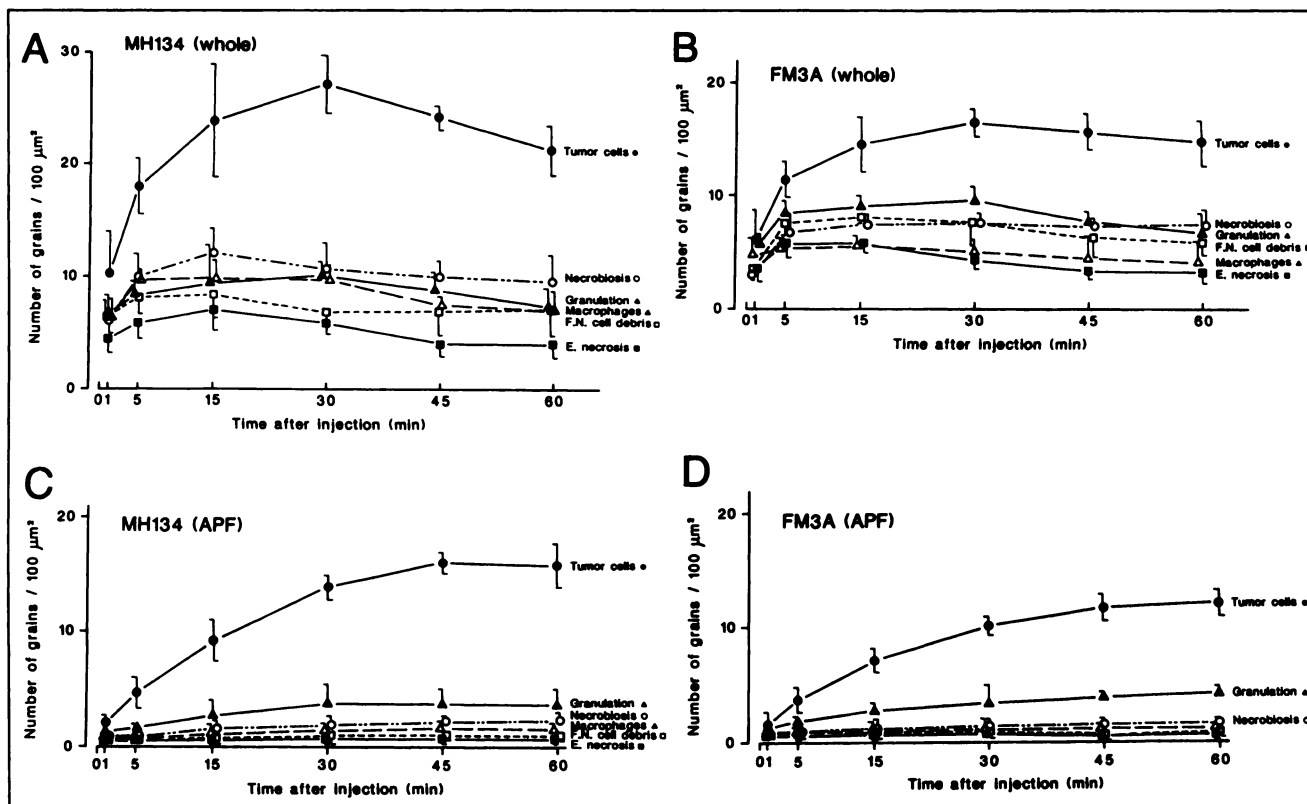 A
MH134 (whole)
30
20
10
0
Number of grains / 100 μm²
Tumor cells ●
Necrobiosis ○
Granulation ▲
Macrophages ▲
F.N. cell debris □
E. necrosis ■
01 5 15 30 45 60
Time after injection (min)
B
FM3A (whole)
20
10
0
Number of grains / 100 μm²
Tumor cells ●
Necrobiosis ○
Granulation ▲
F.N. cell debris □
Macrophages ▲
E. necrosis ■
01 5 15 30 45 60
Time after injection (min)
C
MH134 (APF)
20
10
0
Number of grains / 100 μm²
Tumor cells ●
Granulation ▲
Necrobiosis ○
Macrophages ▲
F.N. cell debris □
E. necrosis ■
01 5 15 30 45 60
Time after injection (min)
D
FM3A (APF)
20
10
0
Number of grains / 100 μm²
Tumor cells ●
Granulation ▲
Necrobiosis ○
01 5 15 30 45 60
Time after injection (min)